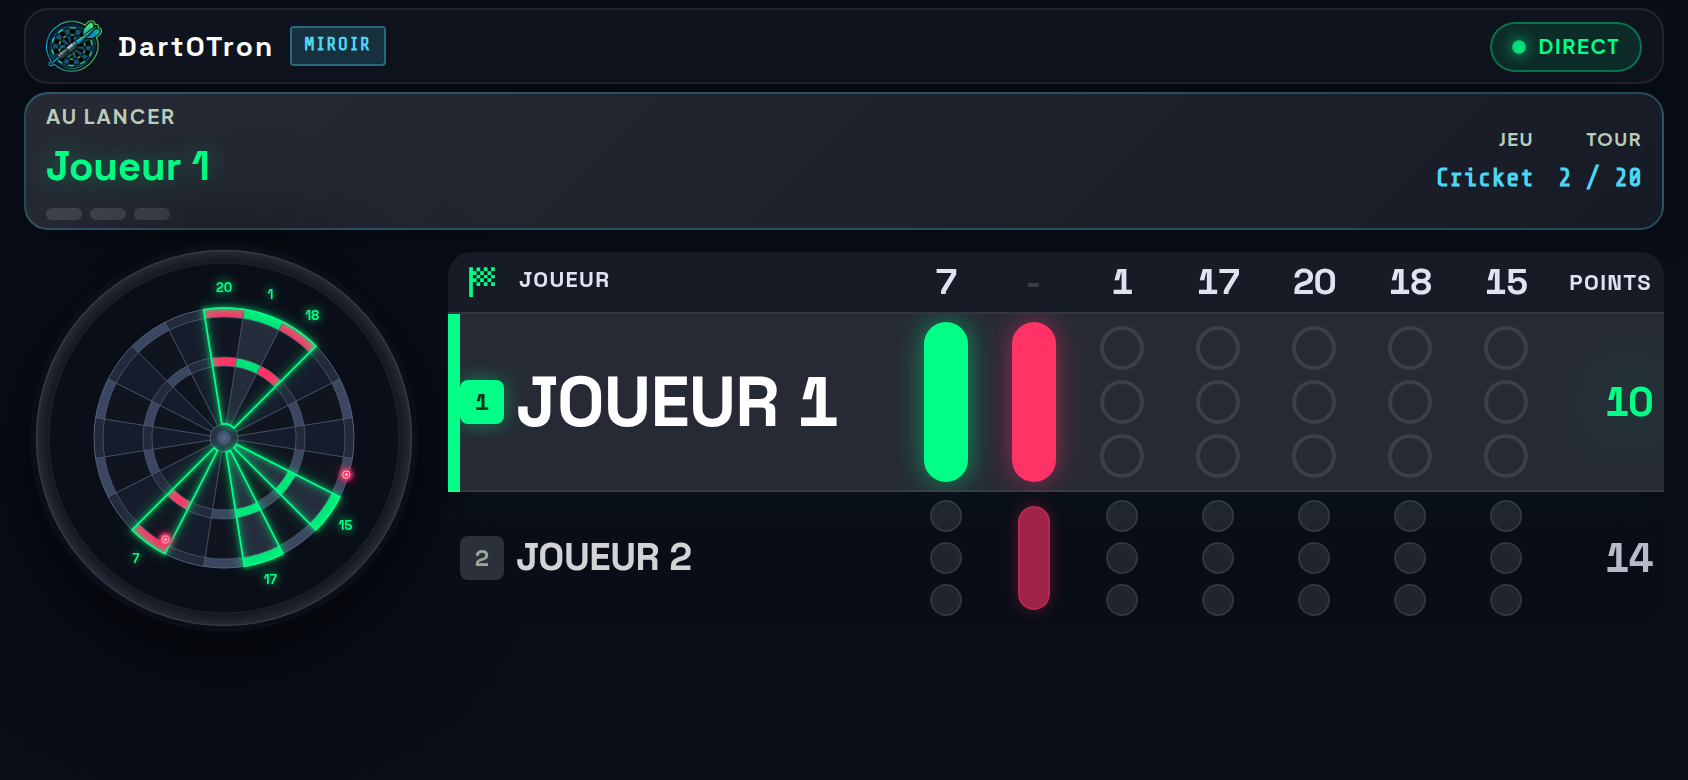 DartOTron MIROIR DIRECT
AU LANCER
Joueur 1
JEU TOUR
Cricket 2 / 20
20 1 18
15
7
17
JOUEUR 7 - 1 17 20 18 15 POINTS
1 JOUEUR 1 10
2 JOUEUR 2 14